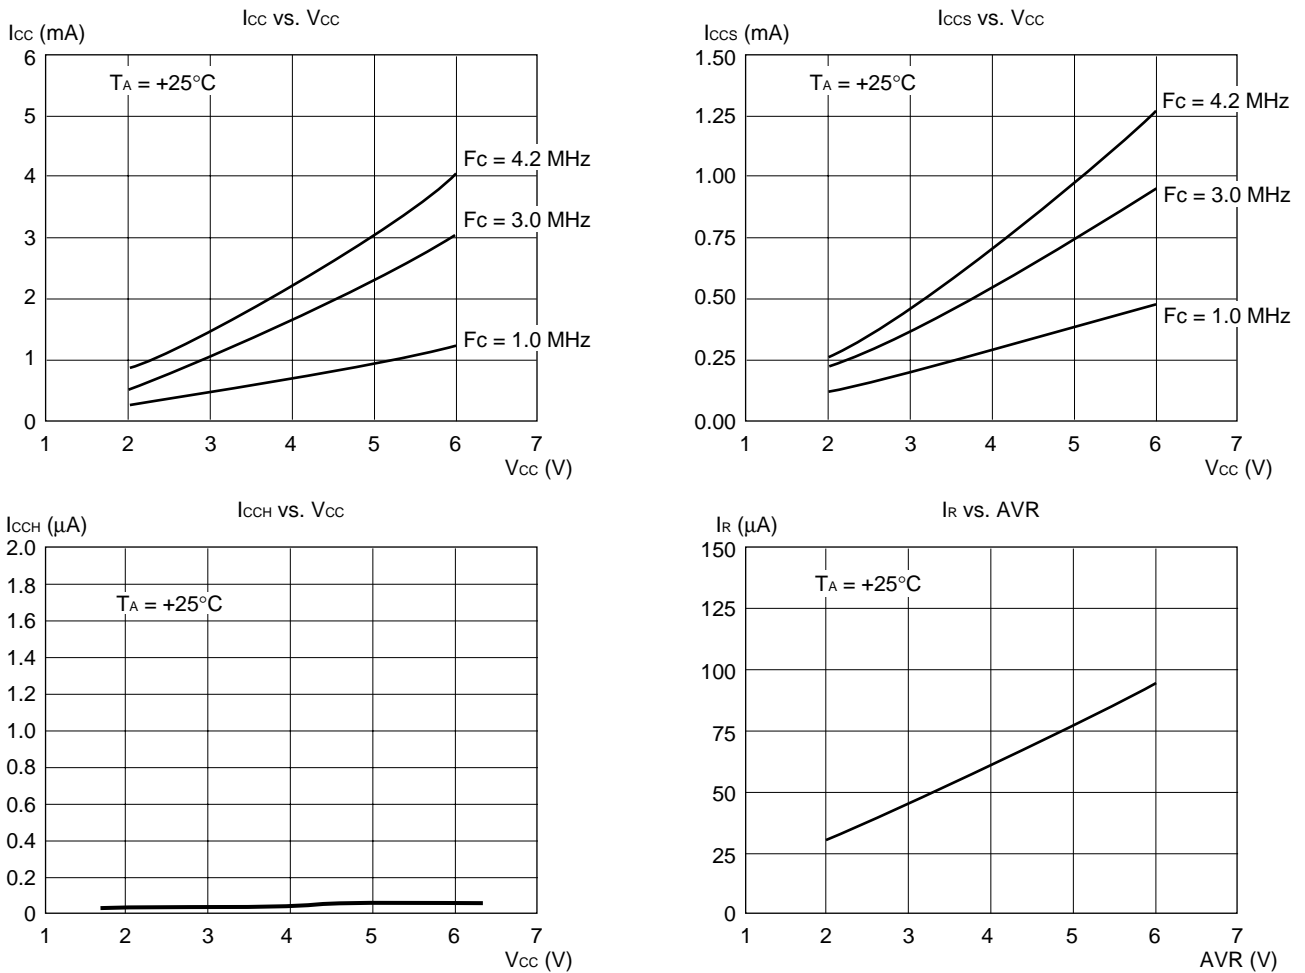 Icc vs. Vcc
Icc (mA)
6
5
4
3
2
1
0
TA = +25°C
Fc = 4.2 MHz
Fc = 3.0 MHz
Fc = 1.0 MHz
1 2 3 4 5 6 7
Vcc (V)
Iccs vs. Vcc
Iccs (mA)
1.50
1.25
1.00
0.75
0.50
0.25
0.00
TA = +25°C
Fc = 4.2 MHz
Fc = 3.0 MHz
Fc = 1.0 MHz
1 2 3 4 5 6 7
Vcc (V)
IccH vs. Vcc
IccH (μA)
2.0
1.8
1.6
1.4
1.2
1.0
0.8
0.6
0.4
0.2
0
TA = +25°C
1 2 3 4 5 6 7
Vcc (V)
IR vs. AVR
IR (μA)
150
125
100
75
50
25
0
TA = +25°C
1 2 3 4 5 6 7
AVR (V)